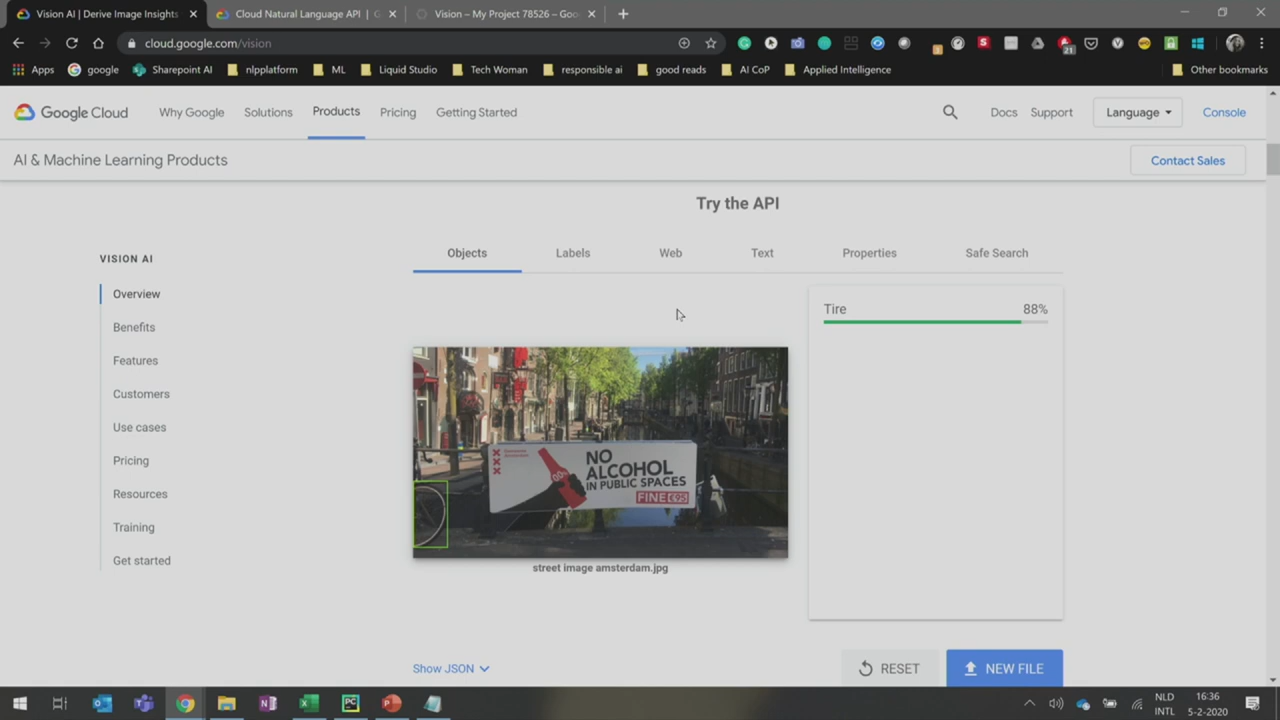 Vision AI | Derive Image Insights
Cloud Natural Language API | G
Vision – My Project 78526 – Goo
cloud.google.com/vision
21
Apps
google
Sharepoint AI
nlpplatform
ML
Liquid Studio
Tech Woman
responsible ai
good reads
AI CoP
Applied Intelligence
Other bookmarks
Google Cloud
Why Google
Solutions
Products
Pricing
Getting Started
Docs
Support
Language
Console
AI & Machine Learning Products
Contact Sales
Try the API
VISION AI
Overview
Benefits
Features
Customers
Use cases
Pricing
Resources
Training
Get started
Objects
Labels
Web
Text
Properties
Safe Search
Tire 88%
NO
ALCOHOL
IN PUBLIC SPACES
FINE €95
street image amsterdam.jpg
Show JSON
RESET
NEW FILE
NLD
INTL
16:36
5-2-2020